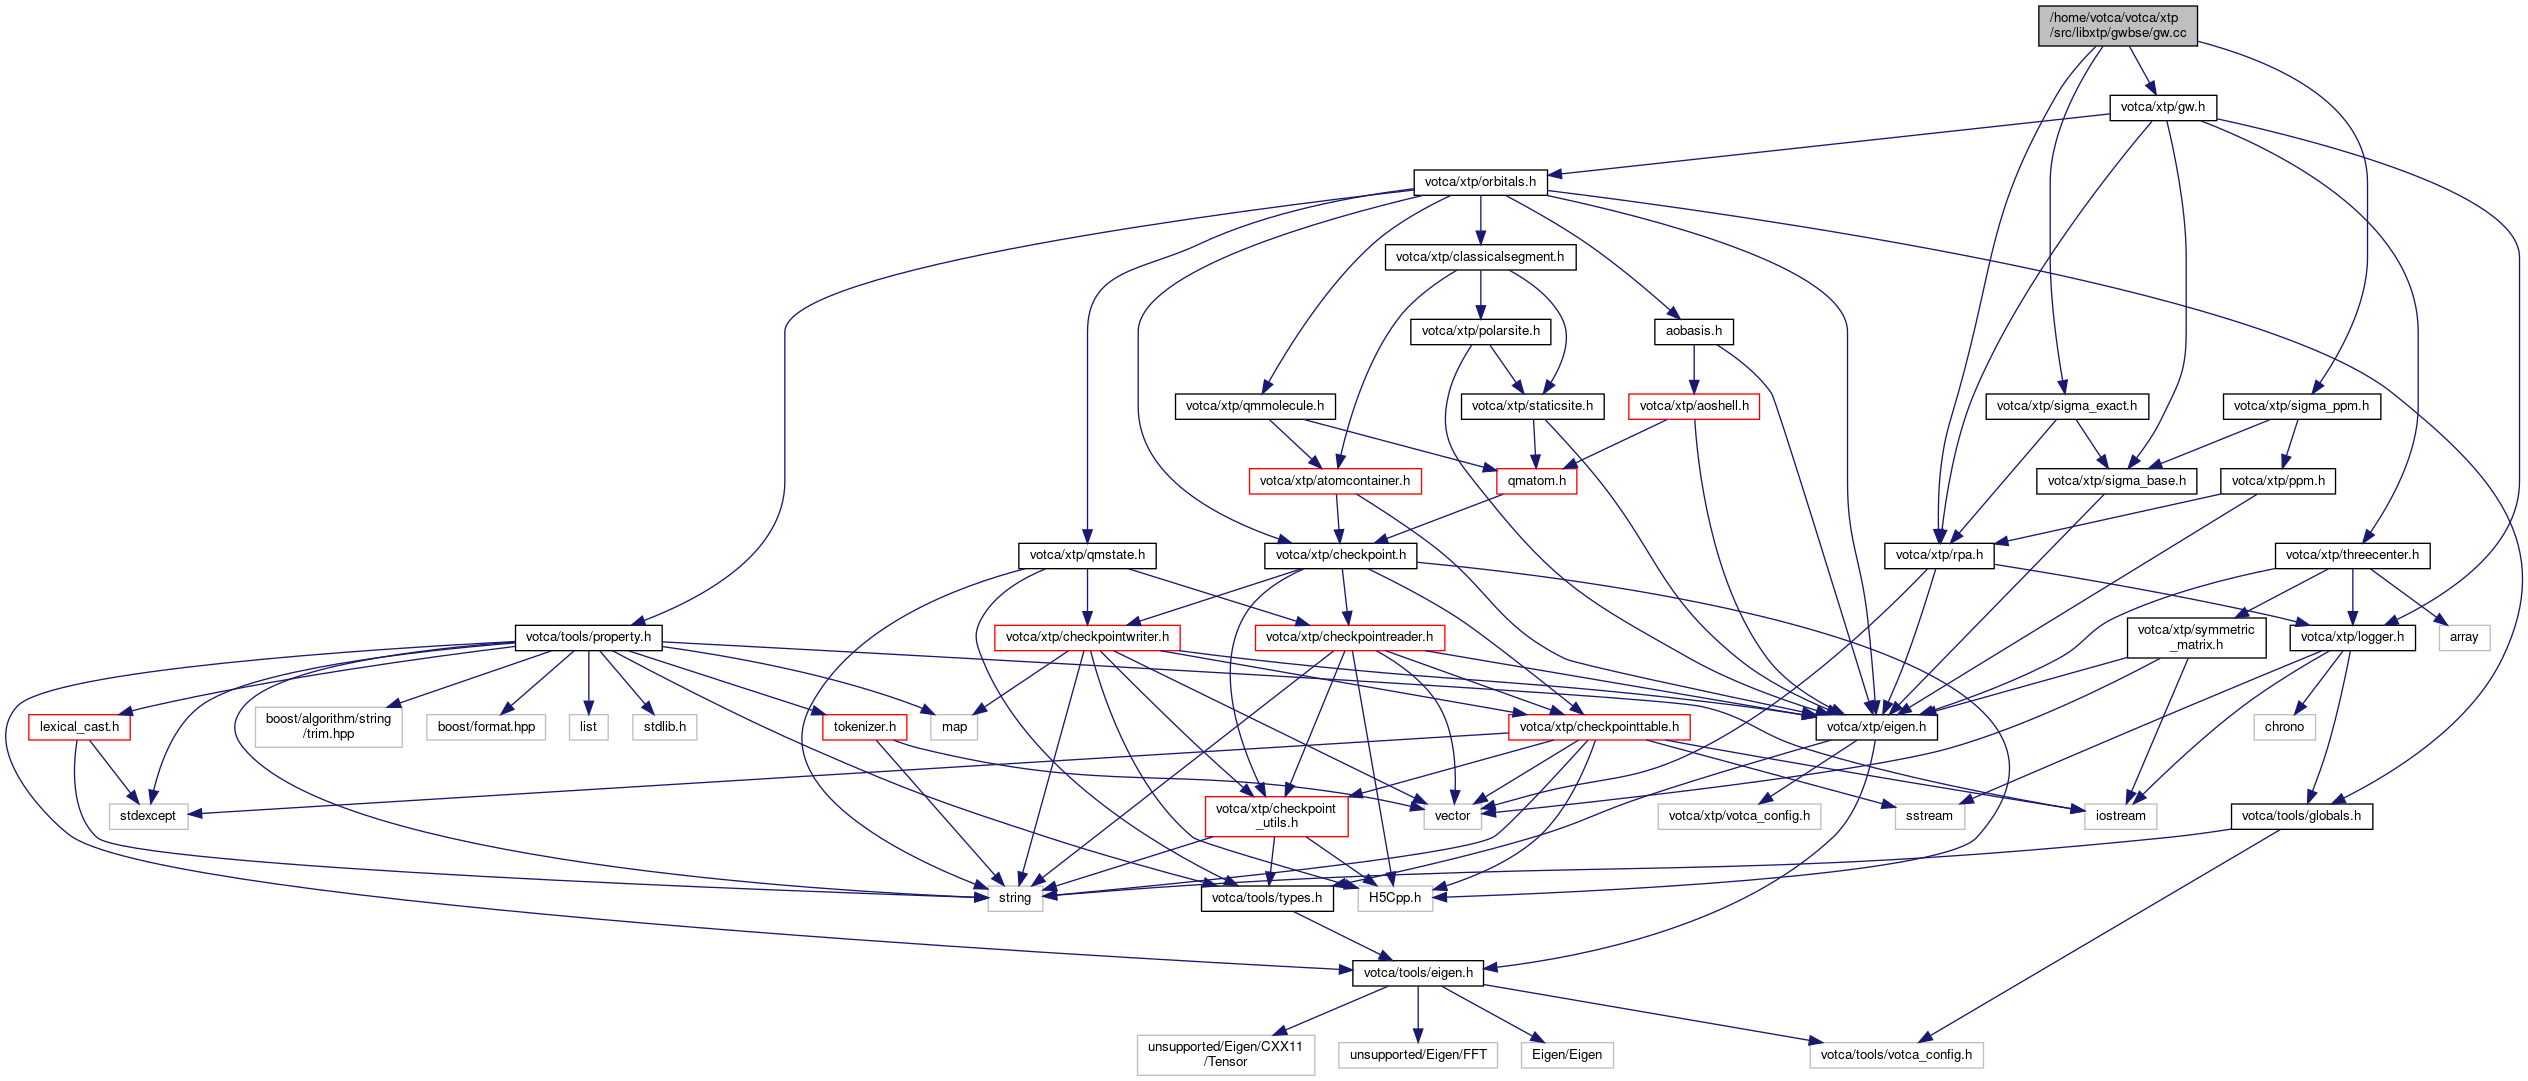 /home/votca/votca/xtp
/src/libxtp/gwbse/gw.cc
votca/xtp/gw.h
votca/xtp/orbitals.h
votca/xtp/classicalsegment.h
votca/xtp/polarsite.h
aobasis.h
votca/xtp/qmmolecule.h
votca/xtp/staticsite.h
votca/xtp/aoshell.h
votca/xtp/sigma_exact.h
votca/xtp/sigma_ppm.h
votca/xtp/atomcontainer.h
qmatom.h
votca/xtp/sigma_base.h
votca/xtp/ppm.h
votca/xtp/qmstate.h
votca/xtp/checkpoint.h
votca/xtp/rpa.h
votca/xtp/threecenter.h
votca/tools/property.h
votca/xtp/checkpointwriter.h
votca/xtp/checkpointreader.h
votca/xtp/symmetric
_matrix.h
votca/xtp/logger.h
array
lexical_cast.h
boost/algorithm/string
/trim.hpp
boost/format.hpp
list
stdlib.h
tokenizer.h
map
votca/xtp/checkpointtable.h
votca/xtp/eigen.h
chrono
stdexcept
votca/xtp/checkpoint
_utils.h
vector
votca/xtp/votca_config.h
sstream
iostream
votca/tools/globals.h
string
votca/tools/types.h
H5Cpp.h
votca/tools/eigen.h
unsupported/Eigen/CXX11
/Tensor
unsupported/Eigen/FFT
Eigen/Eigen
votca/tools/votca_config.h